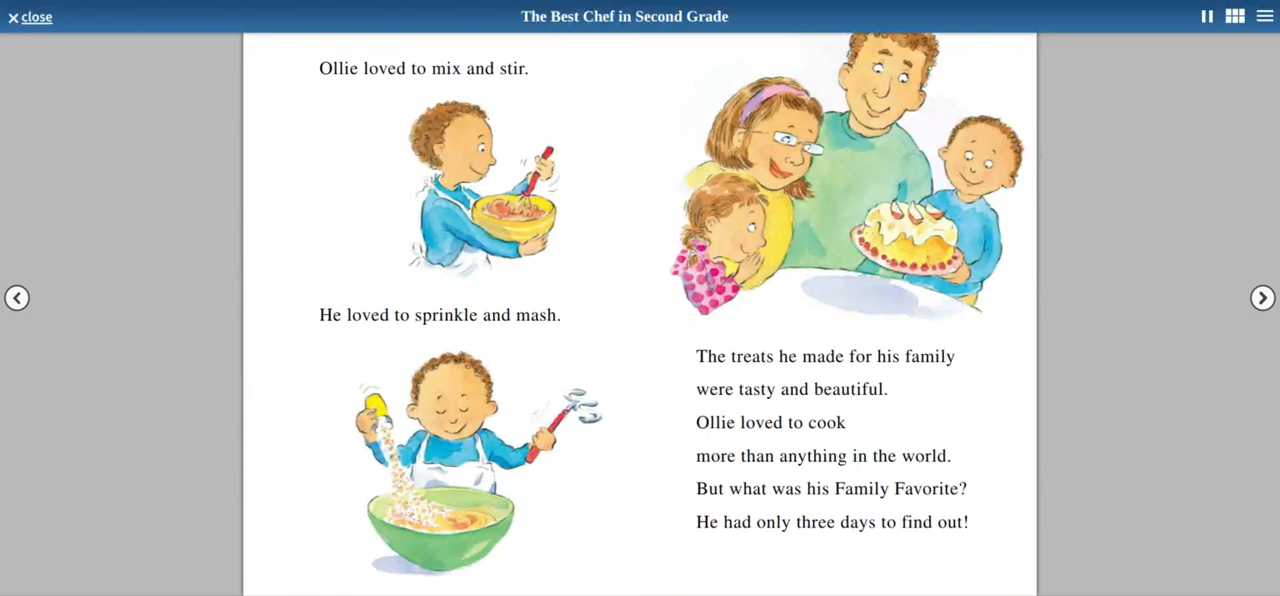 close
The Best Chef in Second Grade
Ollie loved to mix and stir.
He loved to sprinkle and mash.
The treats he made for his family
were tasty and beautiful.
Ollie loved to cook
more than anything in the world.
But what was his Family Favorite?
He had only three days to find out!